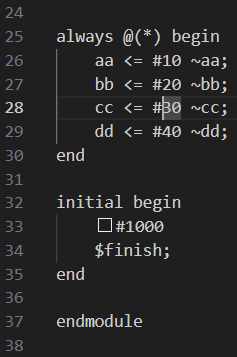 24
25 always @(*) begin
26 aa <= #10 ~aa;
27 bb <= #20 ~bb;
28 cc <= #30 ~cc;
29 dd <= #40 ~dd;
30 end
31
32 initial begin
33 □#1000
34 $finish;
35 end
36
37 endmodule
38